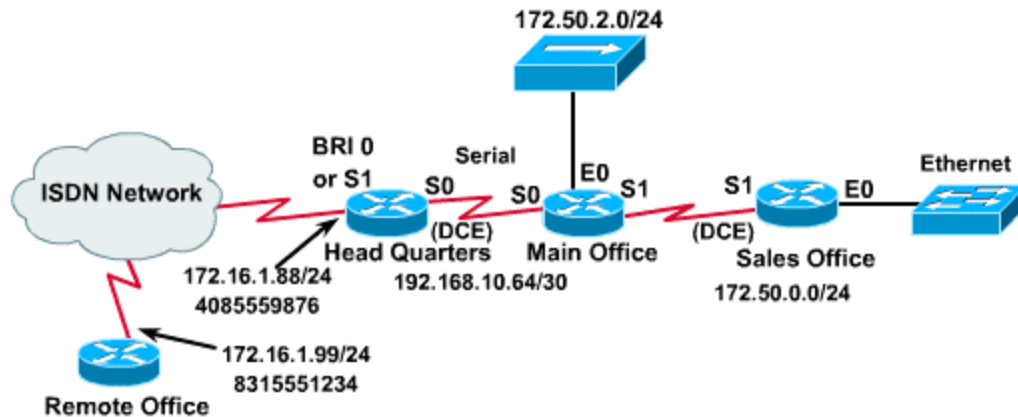 172.50.2.0/24
BRI 0
or S1
Serial
Ethernet
ISDN Network
S0
S0
E0
S1
S1
E0
(DCE)
(DCE)
Head Quarters
Main Office
Sales Office
172.16.1.88/24
4085559876
192.168.10.64/30
172.50.0.0/24
172.16.1.99/24
8315551234
Remote Office